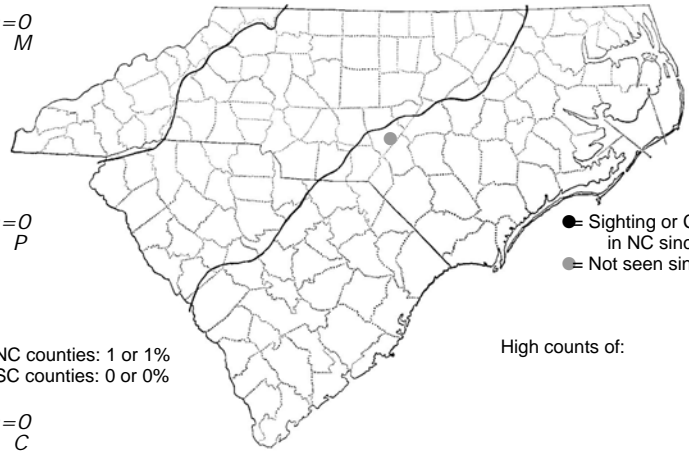 =0
M
=0
P
= Sighting or C
in NC sinc
= Not seen sin
High counts of:
NC counties: 1 or 1%
SC counties: 0 or 0%
=0
C